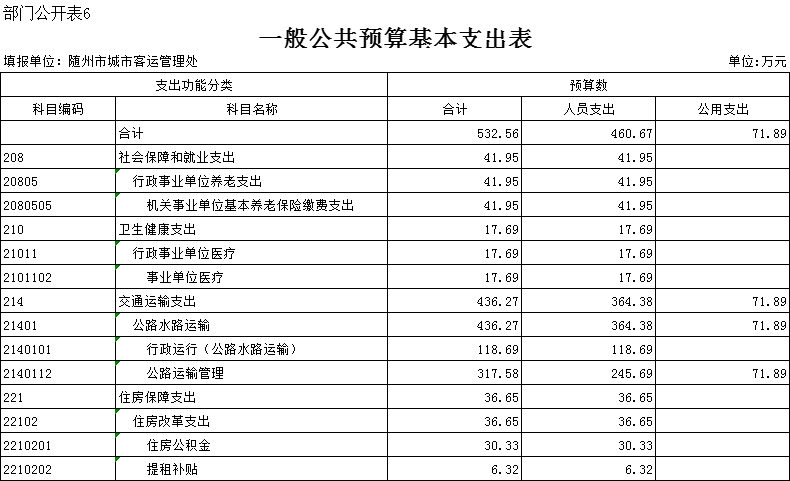 部门公开表6
一般公共预算基本支出表
填报单位：随州市城市客运管理处 单位:万元
支出功能分类 预算数
科目编码 科目名称 合计 人员支出 公用支出
合计 532.56 460.67 71.89
208 社会保障和就业支出 41.95 41.95
20805 行政事业单位养老支出 41.95 41.95
2080505 机关事业单位基本养老保险缴费支出 41.95 41.95
210 卫生健康支出 17.69 17.69
21011 行政事业单位医疗 17.69 17.69
2101102 事业单位医疗 17.69 17.69
214 交通运输支出 436.27 364.38 71.89
21401 公路水路运输 436.27 364.38 71.89
2140101 行政运行（公路水路运输） 118.69 118.69
2140112 公路运输管理 317.58 245.69 71.89
221 住房保障支出 36.65 36.65
22102 住房改革支出 36.65 36.65
2210201 住房公积金 30.33 30.33
2210202 提租补贴 6.32 6.32